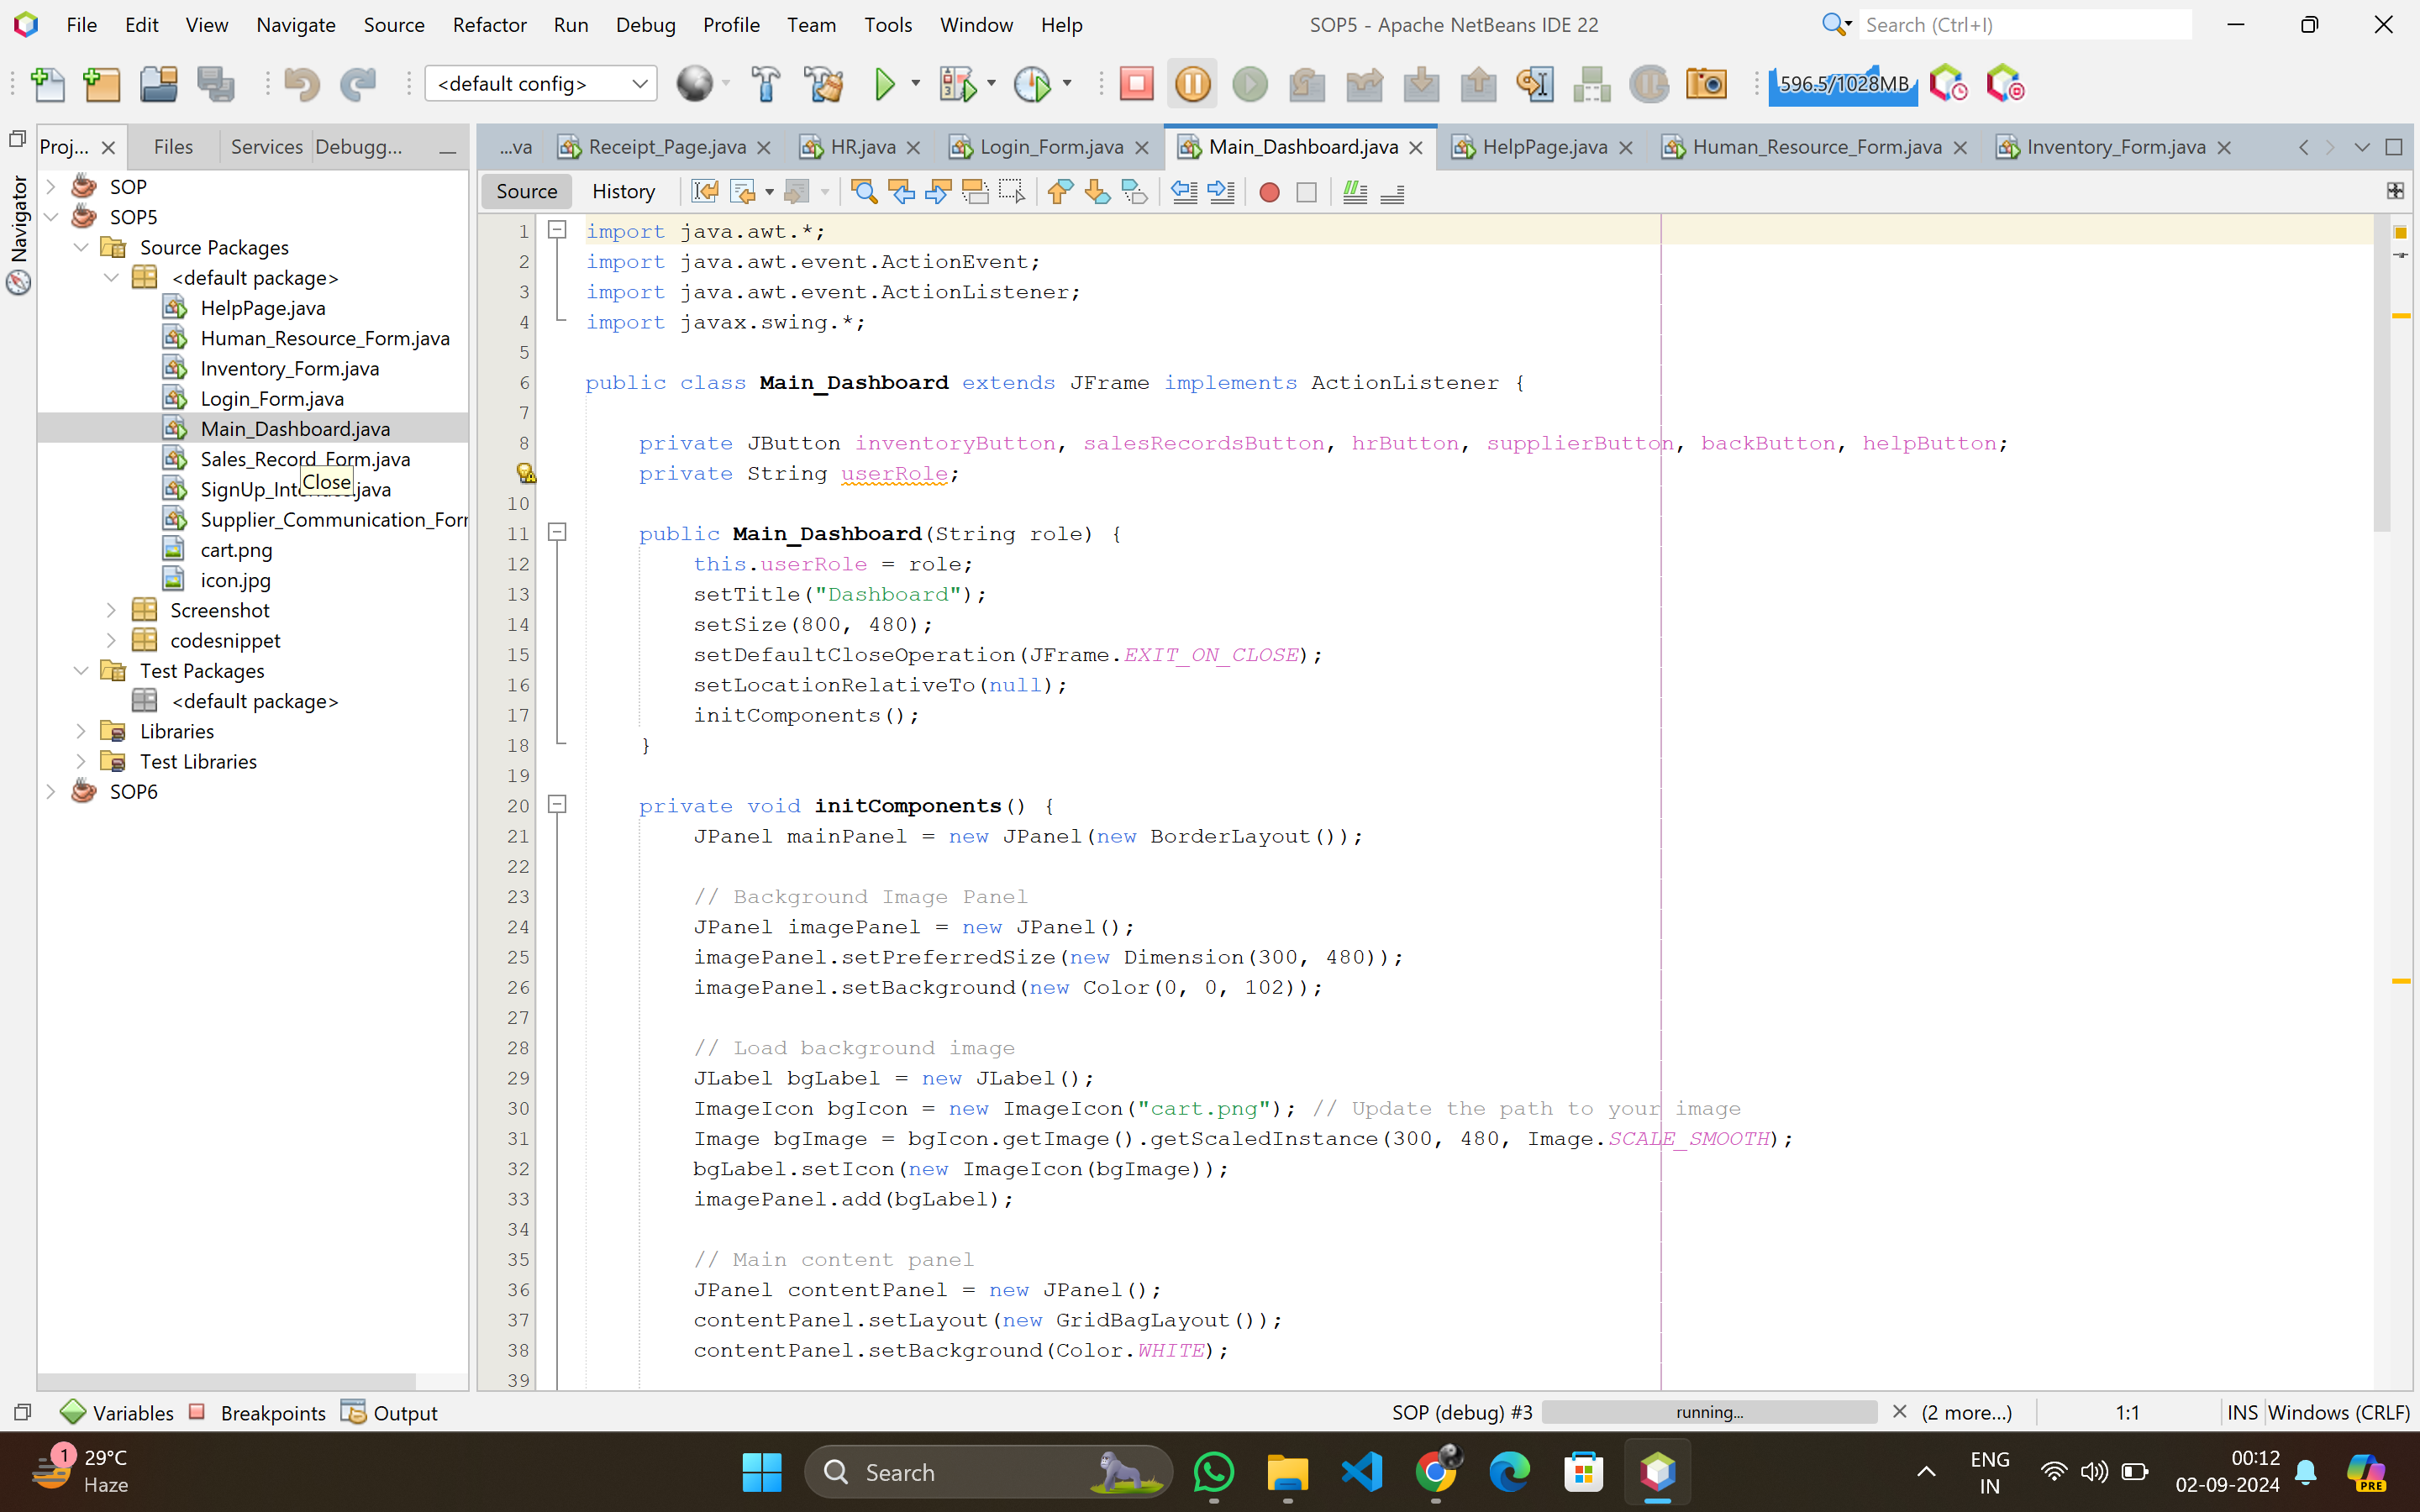 File Edit View Navigate Source Refactor Run Debug Profile Team Tools Window Help SOP5 - Apache NetBeans IDE 22 Search (Ctrl+I)
<default config> 596.5/1028MB
Proj... Files Services Debugg... ...va Receipt_Page.java HR.java Login_Form.java Main_Dashboard.java HelpPage.java Human_Resource_Form.java Inventory_Form.java
Source History
Navigator
SOP
SOP5
Source Packages
<default package>
HelpPage.java
Human_Resource_Form.java
Inventory_Form.java
Login_Form.java
Main_Dashboard.java
Sales_Record_Form.java
Close
SignUp_Int java
Supplier_Communication_For
cart.png
icon.jpg
Screenshot
codesnippet
Test Packages
<default package>
Libraries
Test Libraries
SOP6
1 import java.awt.*;
2 import java.awt.event.ActionEvent;
3 import java.awt.event.ActionListener;
4 import javax.swing.*;
5
6 public class Main_Dashboard extends JFrame implements ActionListener {
7
8 private JButton inventoryButton, salesRecordsButton, hrButton, supplierButton, backButton, helpButton;
private String userRole;
10
11 public Main_Dashboard(String role) {
12 this.userRole = role;
13 setTitle("Dashboard");
14 setSize(800, 480);
15 setDefaultCloseOperation(JFrame.EXIT_ON_CLOSE);
16 setLocationRelativeTo(null);
17 initComponents();
18 }
19
20 private void initComponents() {
21 JPanel mainPanel = new JPanel(new BorderLayout());
22
23 // Background Image Panel
24 JPanel imagePanel = new JPanel();
25 imagePanel.setPreferredSize(new Dimension(300, 480));
26 imagePanel.setBackground(new Color(0, 0, 102));
27
28 // Load background image
29 JLabel bgLabel = new JLabel();
30 ImageIcon bgIcon = new ImageIcon("cart.png"); // Update the path to your image
31 Image bgImage = bgIcon.getImage().getScaledInstance(300, 480, Image.SCALE_SMOOTH);
32 bgLabel.setIcon(new ImageIcon(bgImage));
33 imagePanel.add(bgLabel);
34
35 // Main content panel
36 JPanel contentPanel = new JPanel();
37 contentPanel.setLayout(new GridBagLayout());
38 contentPanel.setBackground(Color.WHITE);
39
Variables Breakpoints Output SOP (debug) #3 running... (2 more...) 1:1 INS Windows (CRLF)
1 29°C
Haze
Search
ENG
IN
00:12
02-09-2024
PRE